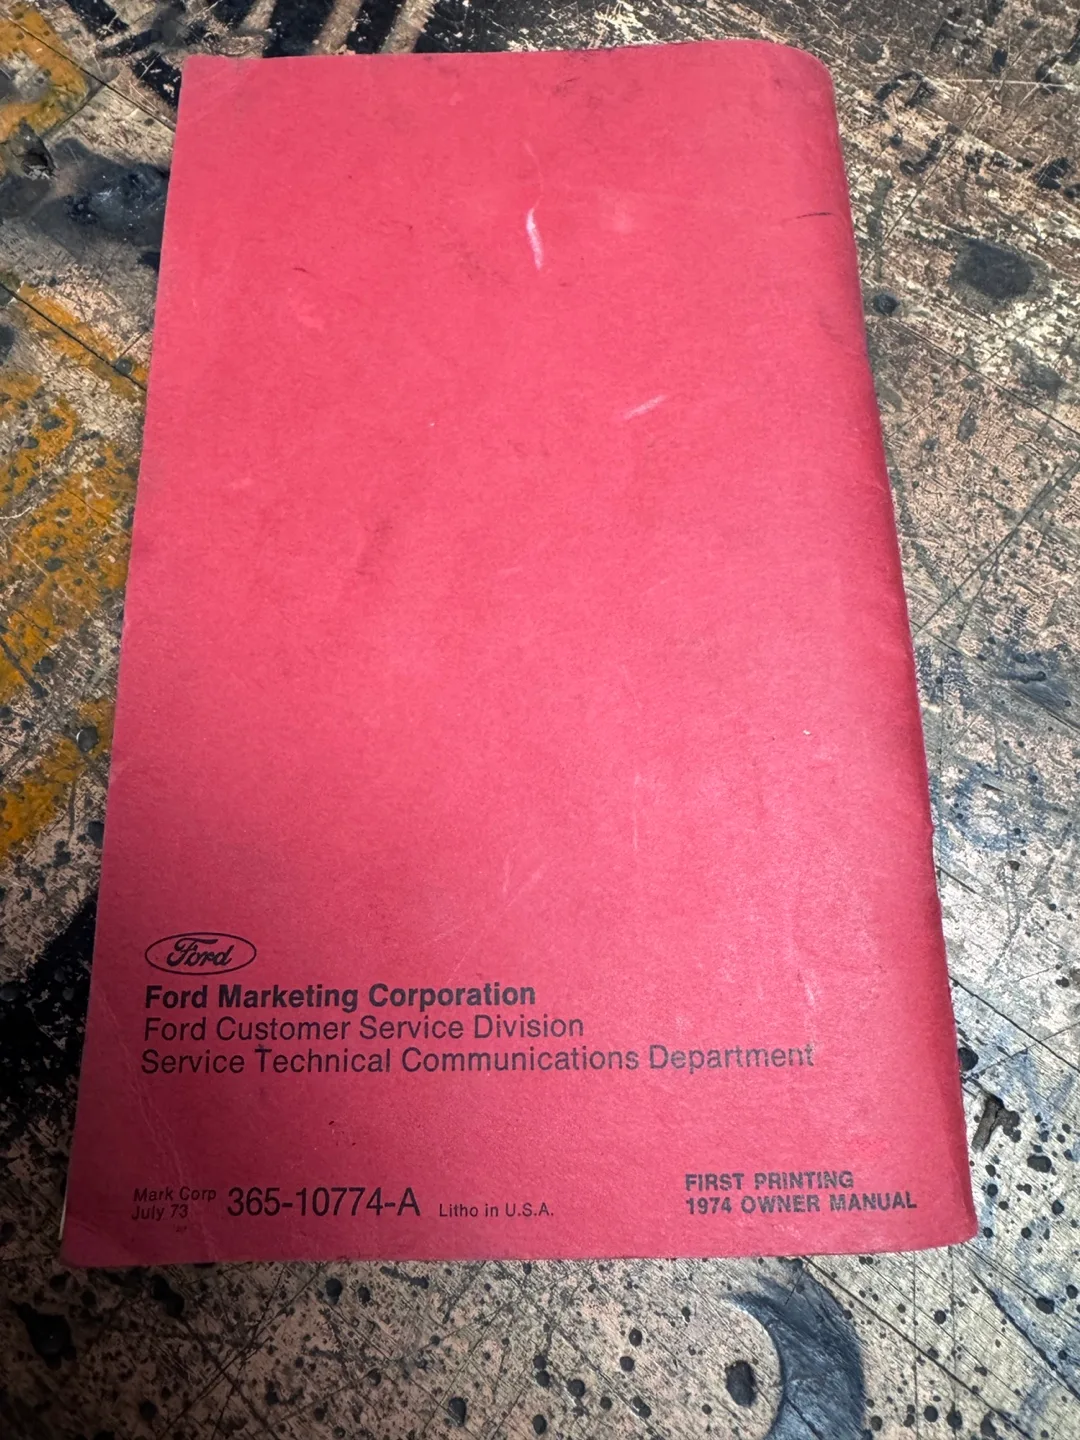 Ford
Ford Marketing Corporation
Ford Customer Service Division
Service Technical Communications Department
Mark Corp
July 73
365-10774-A
Litho in U.S.A.
FIRST PRINTING
1974 OWNER MANUAL